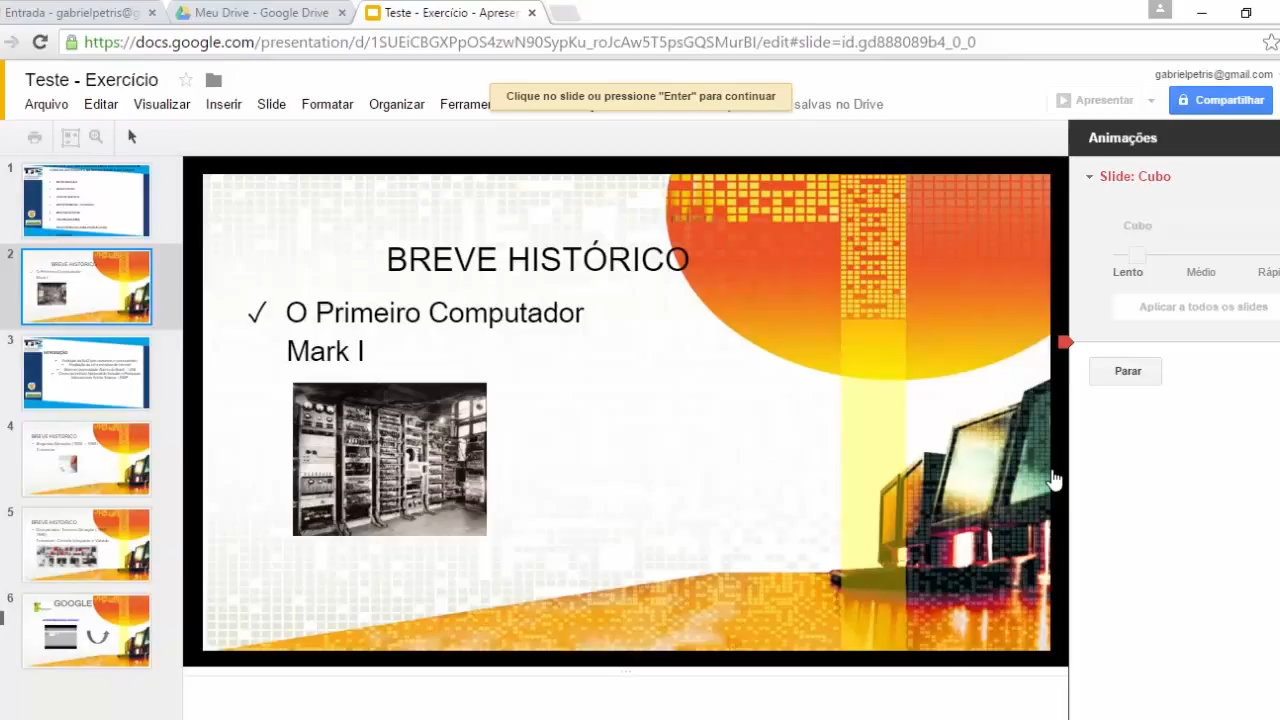 Entrada - gabrielpetris@g
Meu Drive - Google Drive
Teste - Exercício - Apreser
https://docs.google.com/presentation/d/1SUEiCBGXPpOS4zwN90SypKu_roJcAw5T5psGQSMurBI/edit#slide=id.gd888089b4_0_0
Teste - Exercício
gabrielpetris@gmail.com
Clique no slide ou pressione "Enter" para continuar
Arquivo Editar Visualizar Inserir Slide Formatar Organizar Ferramen
salvas no Drive
Apresentar
Compartilhar
Animações
Slide: Cubo
Cubo
Lento Médio Rápi
Aplicar a todos os slides
Parar
1
2
BREVE HISTÓRICO
3
INTRODUÇÃO
4
BREVE HISTÓRICO
5
BREVE HISTÓRICO
6
GOOGLE
BREVE HISTÓRICO
✓ O Primeiro Computador
Mark I